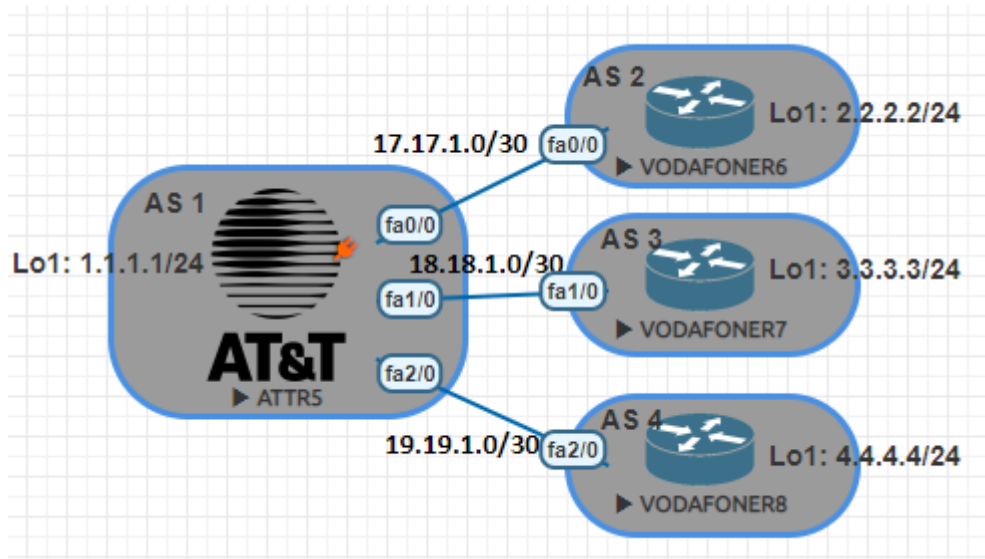 AS 1
Lo1: 1.1.1.1/24
AT&T
ATTR5
fa0/0
fa1/0
fa2/0
17.17.1.0/30
18.18.1.0/30
19.19.1.0/30
fa0/0
AS 2
Lo1: 2.2.2.2/24
VODAFONER6
fa1/0
AS 3
Lo1: 3.3.3.3/24
VODAFONER7
fa2/0
AS 4
Lo1: 4.4.4.4/24
VODAFONER8